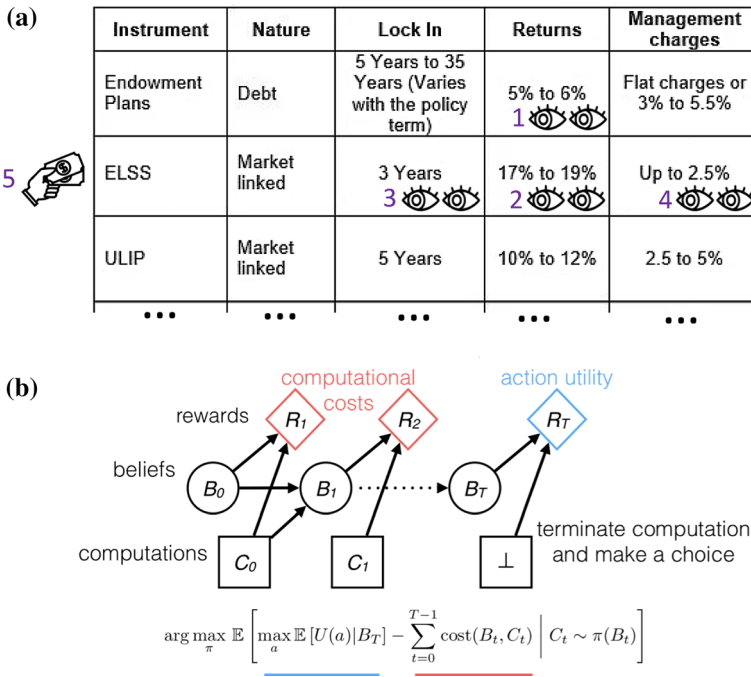 (a)
Instrument Nature Lock In Returns Management charges
Endowment Plans Debt 5 Years to 35 Years (Varies with the policy term) 5% to 6% Flat charges or 3% to 5.5%
1
5 ELSS Market linked 3 Years 17% to 19% Up to 2.5%
3 2 4
ULIP Market linked 5 Years 10% to 12% 2.5 to 5%
... ... ... ... ...
(b)
computational costs
action utility
rewards R₁ R₂ R_T
beliefs B₀ B₁ B_T
computations C₀ C₁ ⊥
terminate computation
and make a choice
arg max_π 𝔼 [ max_a 𝔼 [U(a)|B_T] − ∑_{t=0}^{T−1} cost(B_t, C_t) | C_t ∼ π(B_t) ]